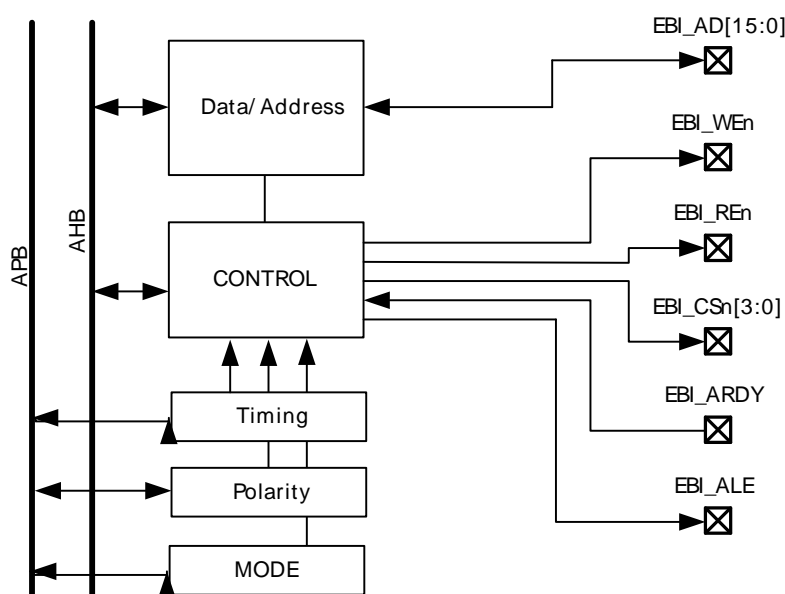 EBI_AD[15:0]
Data/Address
EBI_WEn
EBI_REn
APB
AHB
CONTROL
EBI_CSn[3:0]
EBI_ARDY
Timing
Polarity
EBI_ALE
MODE